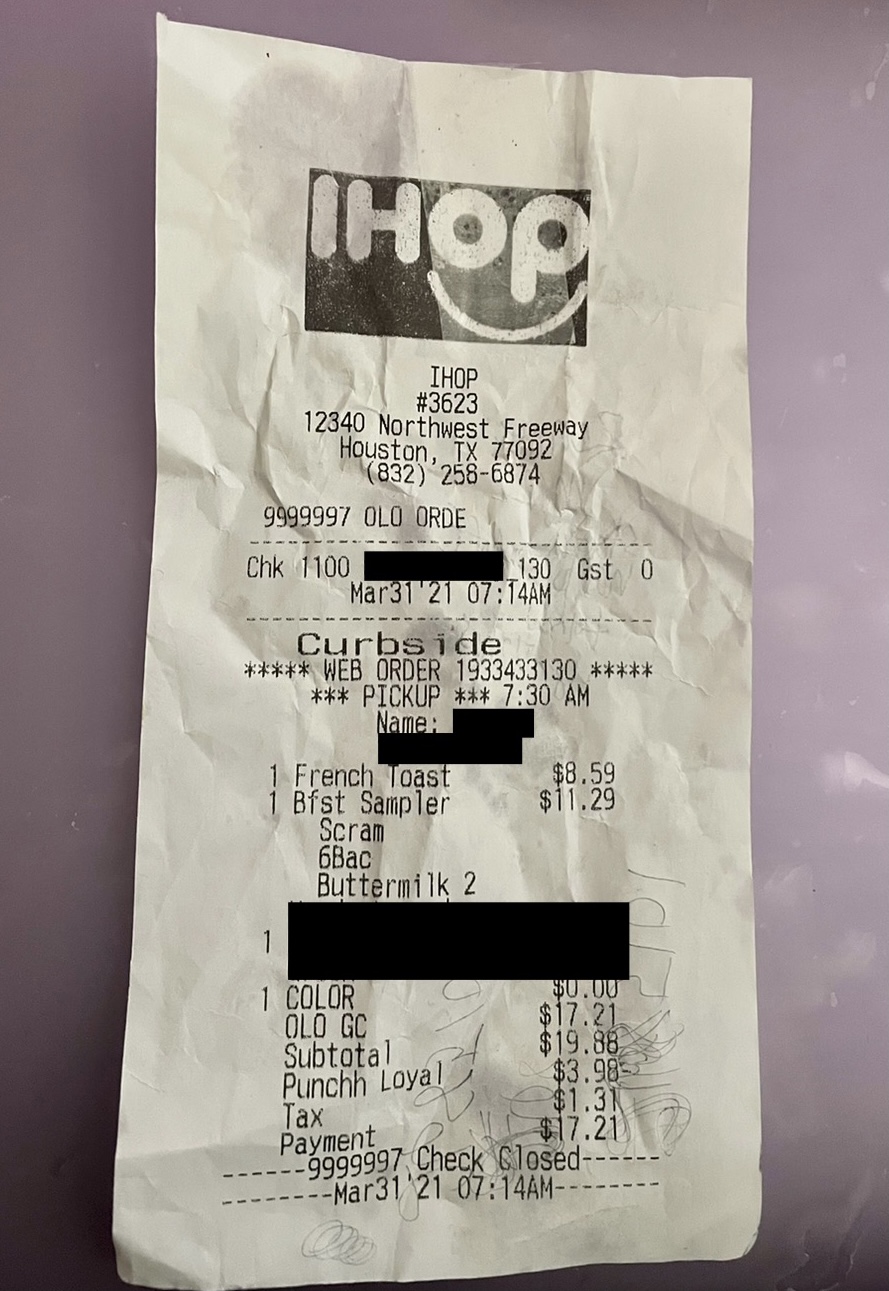 IHOP
IHOP
#3623
12340 Northwest Freeway
Houston, TX 77092
(832) 258-6874
9999997 OLO ORDE
Chk 1100 130 Gst 0
Mar31'21 07:14AM
Curbside
***** WEB ORDER 1933433130 *****
*** PICKUP *** 7:30 AM
Name:
1 French Toast $8.59
1 Bfst Sampler $11.29
Scram
6Bac
Buttermilk 2
1
1 COLOR $0.00
OLO GC $17.21
Subtotal $19.88
Punchh Loyal $3.98-
Tax $1.31
Payment $17.21
------9999997 Check Closed------
--------Mar31'21 07:14AM--------